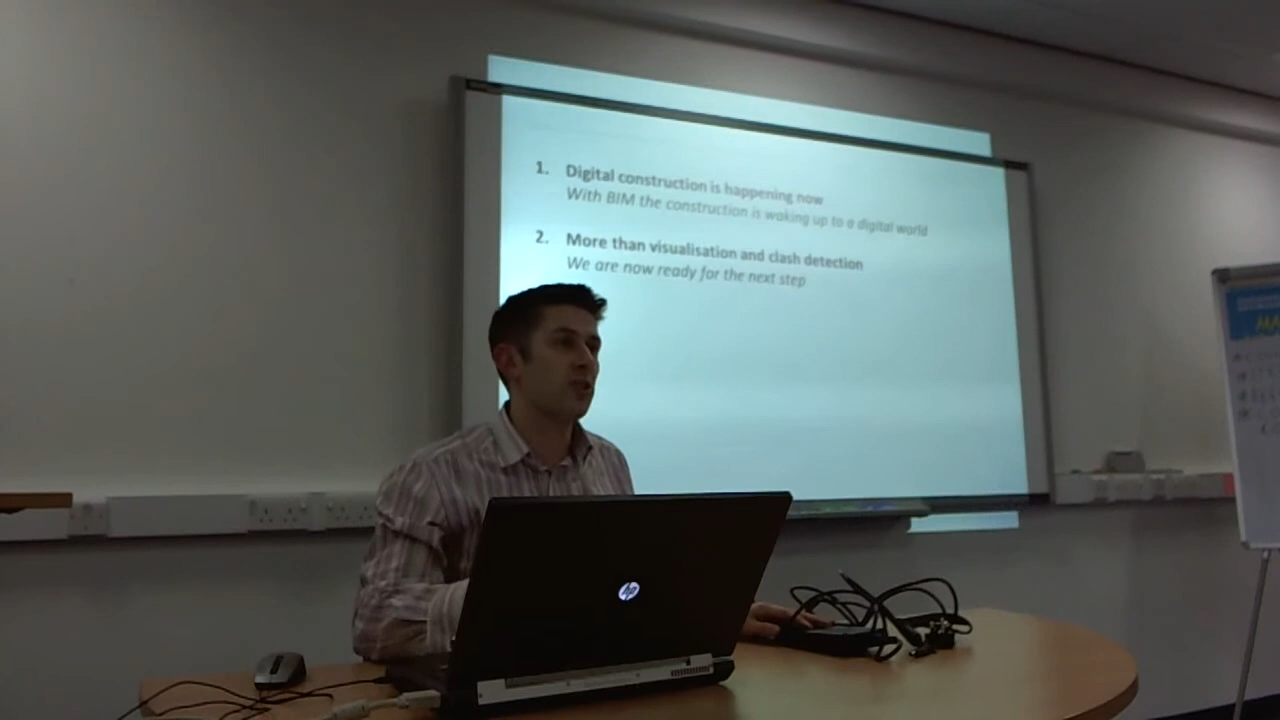 1. Digital construction is happening now
With BIM the construction is waking up to a digital world
2. More than visualisation and clash detection
We are now ready for the next step
hp